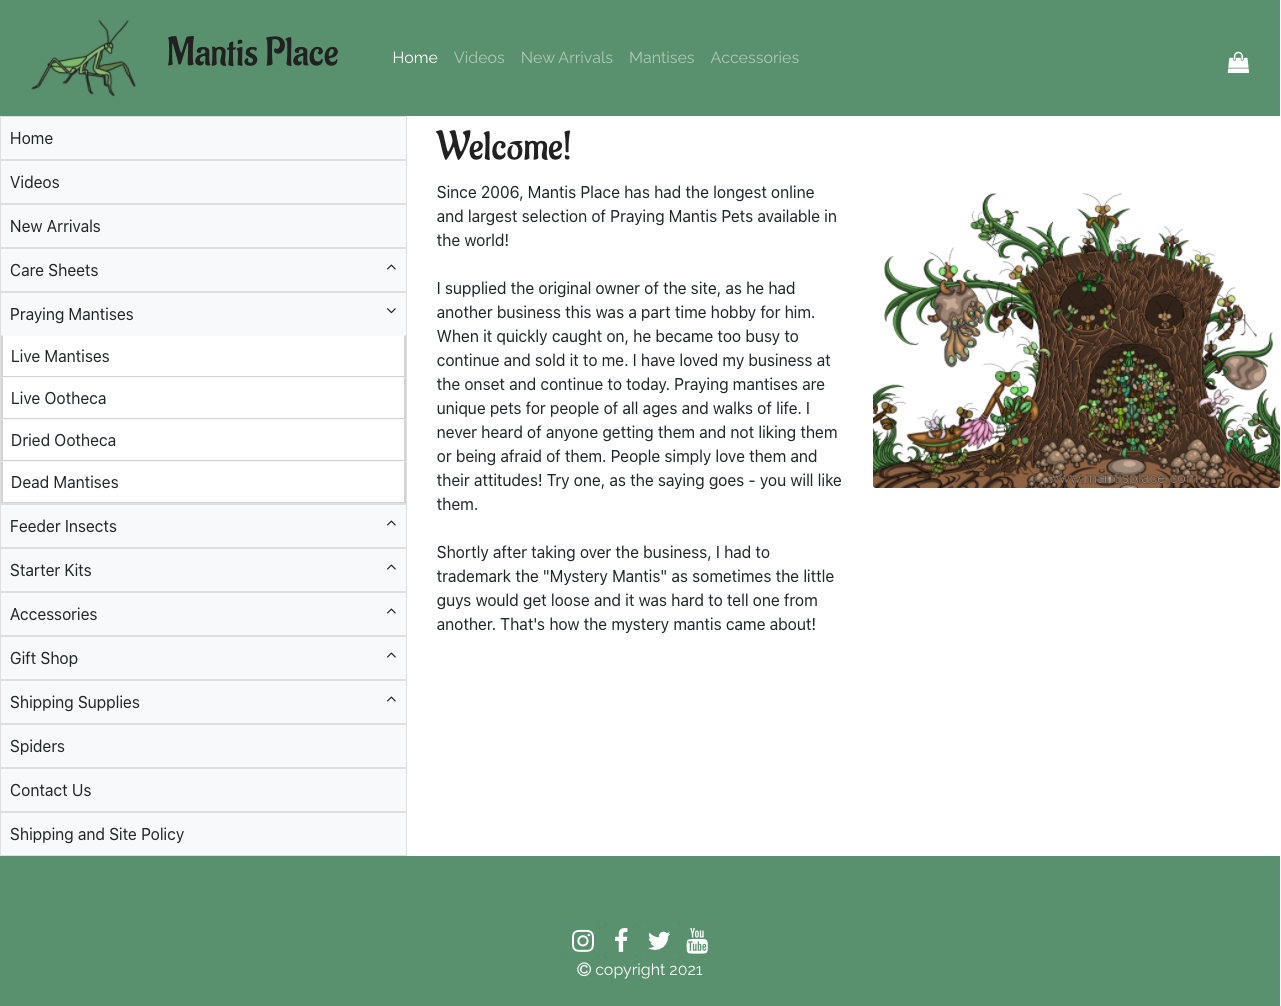 Mantis Place
Home Videos New Arrivals Mantises Accessories
Home
Videos
New Arrivals
Care Sheets
Praying Mantises
Live Mantises
Live Ootheca
Dried Ootheca
Dead Mantises
Feeder Insects
Starter Kits
Accessories
Gift Shop
Shipping Supplies
Spiders
Contact Us
Shipping and Site Policy
Welcome!
Since 2006, Mantis Place has had the longest online
and largest selection of Praying Mantis Pets available in
the world!
I supplied the original owner of the site, as he had
another business this was a part time hobby for him.
When it quickly caught on, he became too busy to
continue and sold it to me. I have loved my business at
the onset and continue to today. Praying mantises are
unique pets for people of all ages and walks of life. I
never heard of anyone getting them and not liking them
or being afraid of them. People simply love them and
their attitudes! Try one, as the saying goes - you will like
them.
Shortly after taking over the business, I had to
trademark the "Mystery Mantis" as sometimes the little
guys would get loose and it was hard to tell one from
another. That's how the mystery mantis came about!
www.mantisplace.com
You
Tube
© copyright 2021